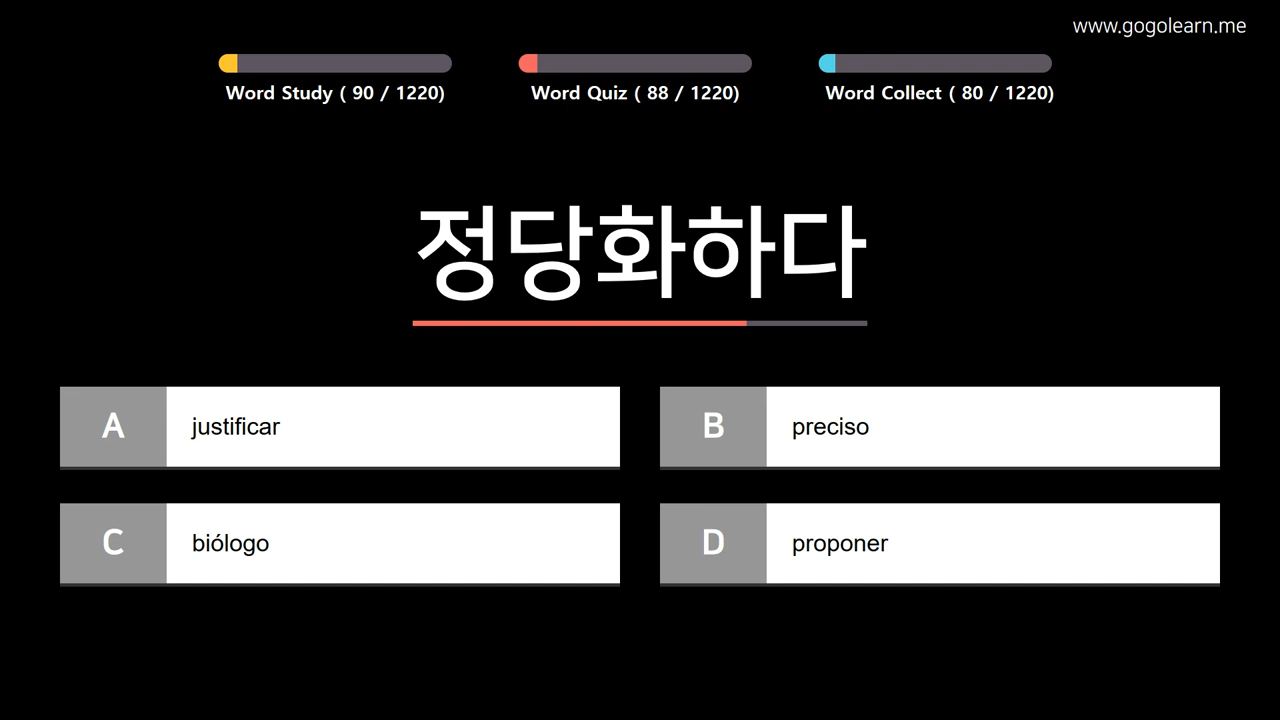 www.gogolearn.me
Word Study ( 90 / 1220)
Word Quiz ( 88 / 1220)
Word Collect ( 80 / 1220)
정당화하다
A justificar
B preciso
C biólogo
D proponer